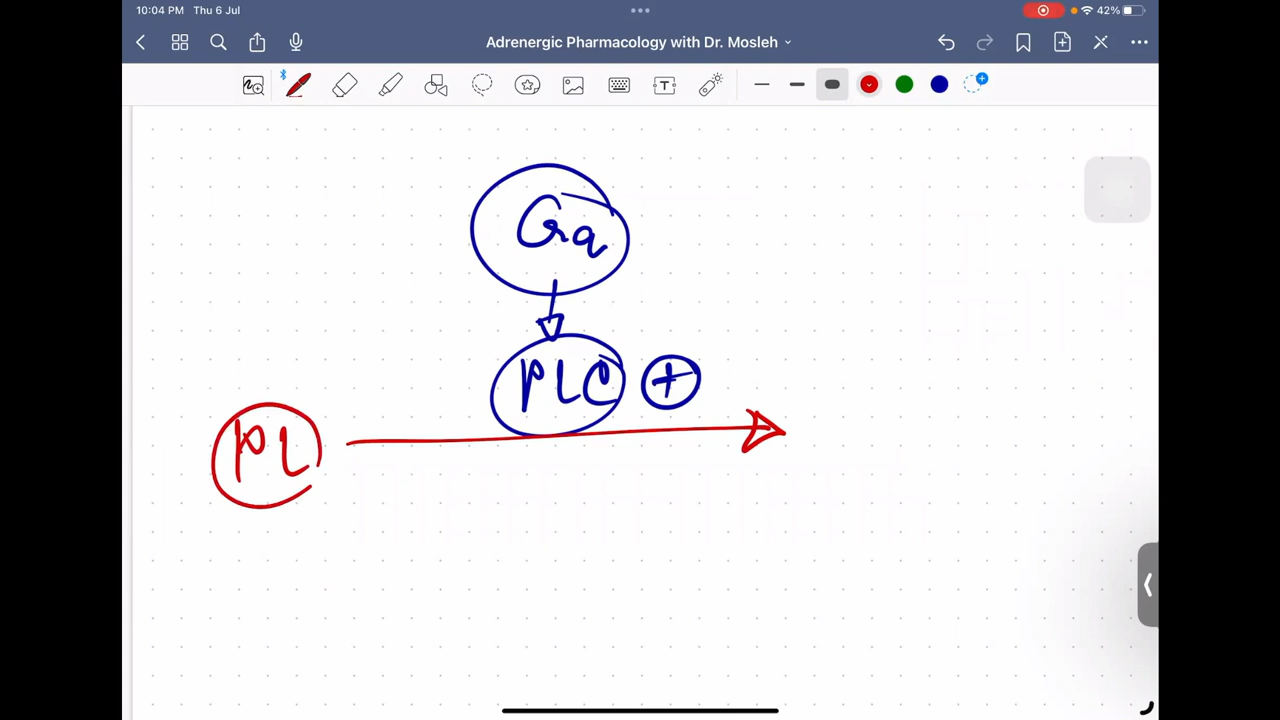 10:04 PM Thu 6 Jul
42%
Adrenergic Pharmacology with Dr. Mosleh
T
Gq
PLC +
PL